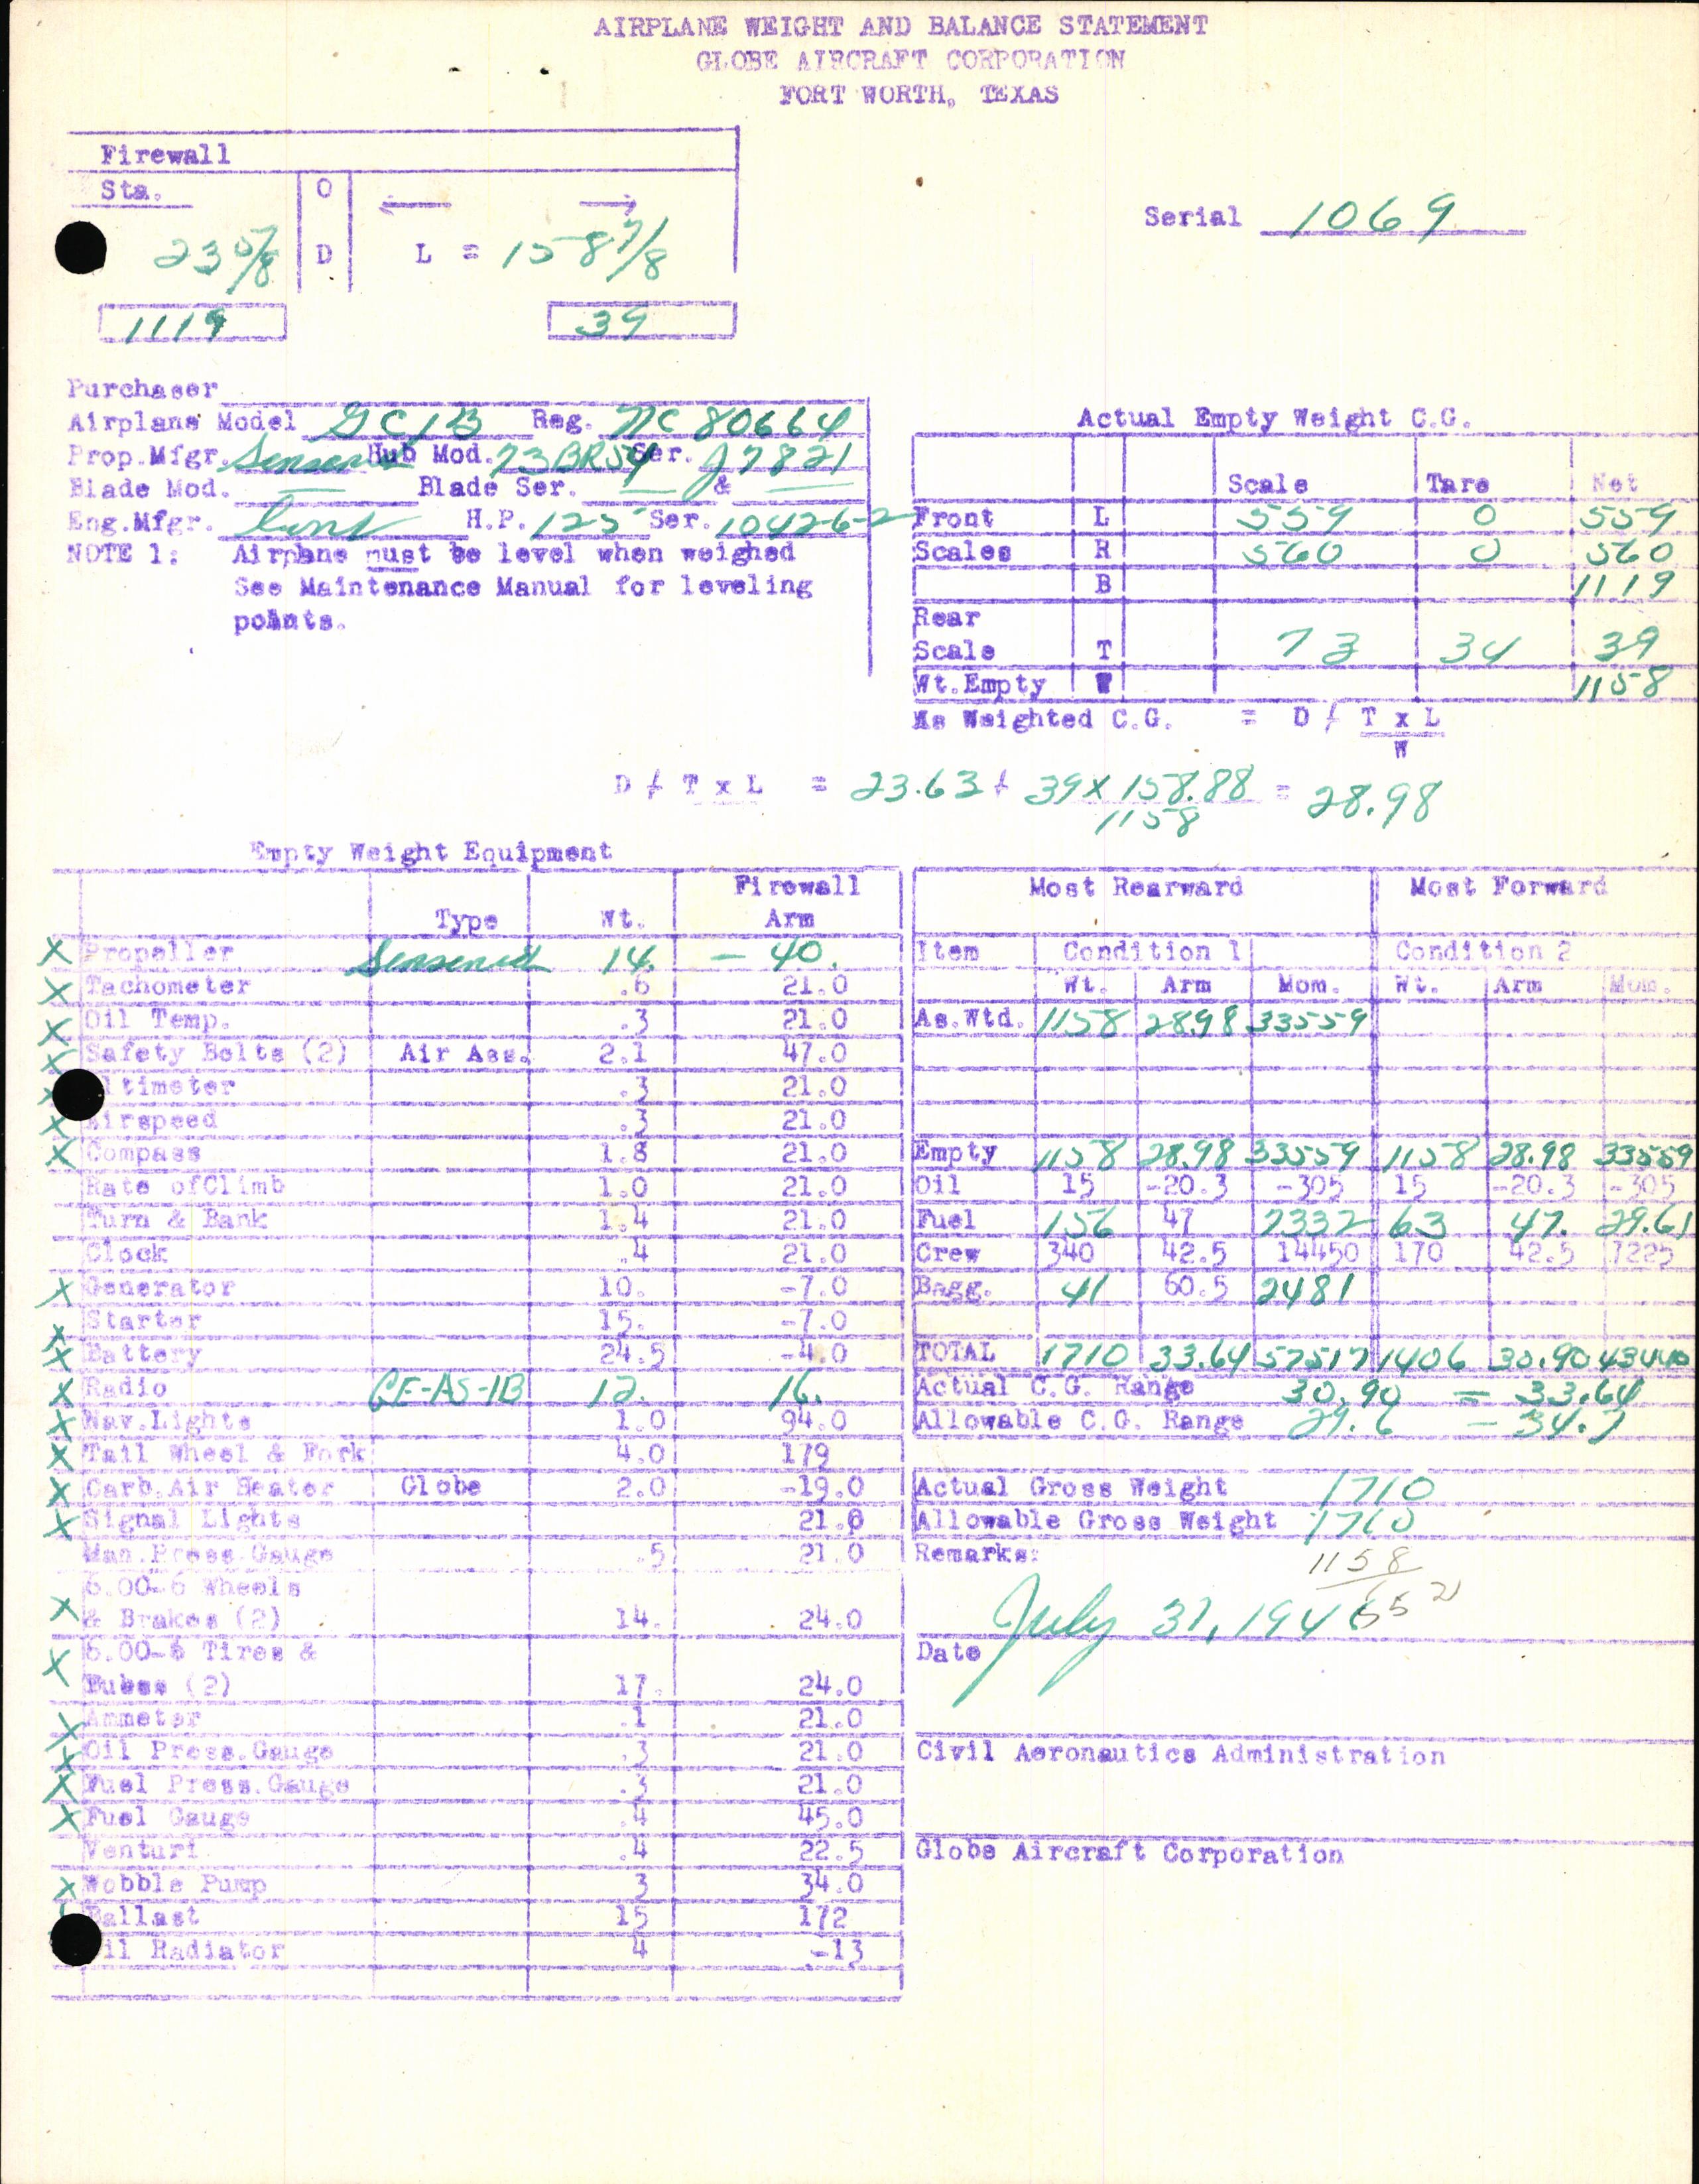 AIRPLANE WEIGHT AND BALANCE STATEMENT
GLOBE AIRCRAFT CORPORATION
FORT WORTH, TEXAS
Firewall
Sta. O
23 5/8 D L = 158 7/8
1119 39
Serial 1069
Purchaser
Airplane Model GC1B Reg. NC 80664
Prop.Mfgr. Hub Mod. 73BR54 Ser. J7821
Blade Mod. — Blade Ser. — & —
Eng.Mfgr. Cont H.P. 125 Ser. 10426-2
NOTE 1: Airplane must be level when weighed
See Maintenance Manual for leveling
points.
Actual Empty Weight C.G.
Scale Tare Net
Front L 559 0 559
Scales R 560 0 560
B 1119
Rear
Scale T 73 34 39
Wt.Empty W 1158
As Weighted C.G. = D / T x L
W
D / T x L = 23.63 + 39 x 158.88 = 28.98
1158
Empty Weight Equipment
Firewall
Type Wt. Arm
X Propeller Sensenich 14. - 40.
X Tachometer .6 21.0
X Oil Temp. .3 21.0
X Safety Belts (2) Air Ass. 2.1 47.0
X ltimeter .3 21.0
X Airspeed .3 21.0
X Compass 1.8 21.0
Rate ofClimb 1.0 21.0
Turn & Bank 1.4 21.0
Clock .4 21.0
X Generator 10. -7.0
X Starter 15. -7.0
X Battery 24.5 -4.0
X Radio GE-AS-1B 12. 16.
X Nav.Lights 1.0 94.0
X Tail Wheel & Fork 4.0 179
X Carb.Air Heater Globe 2.0 -19.0
X Signal Lights 21.0
Man.Press.Gauge .5 21.0
6.00-6 Wheels
X & Brakes (2) 14. 24.0
X 6.00-6 Tires &
Tubes (2) 17. 24.0
X Ammeter .1 21.0
X Oil Press.Gauge .3 21.0
X Fuel Press.Gauge .3 21.0
X Fuel Gauge .4 45.0
Venturi .4 22.5
X Wobble Pump 3 34.0
Ballast 15 172
il Radiator 4 -13
Most Rearward Most Forward
Item Condition 1 Condition 2
Wt. Arm Mom. Wt. Arm Mom.
As.Wtd. 1158 28.98 33559
Empty 1158 28.98 33559 1158 28.98 33559
Oil 15 -20.3 -305 15 -20.3 -305
Fuel 156 47 7332 63 47. 29.61
Crew 340 42.5 14450 170 42.5 7225
Bagg. 41 60.5 2481
TOTAL 1710 33.64 57517 1406 30.90 43440
Actual C.G. Range 30.90 = 33.64
Allowable C.G. Range 29.6 - 34.7
Actual Gross Weight 1710
Allowable Gross Weight 1710
Remarks: 1158
552
July 31, 1946
Date
Civil Aeronautics Administration
Globe Aircraft Corporation